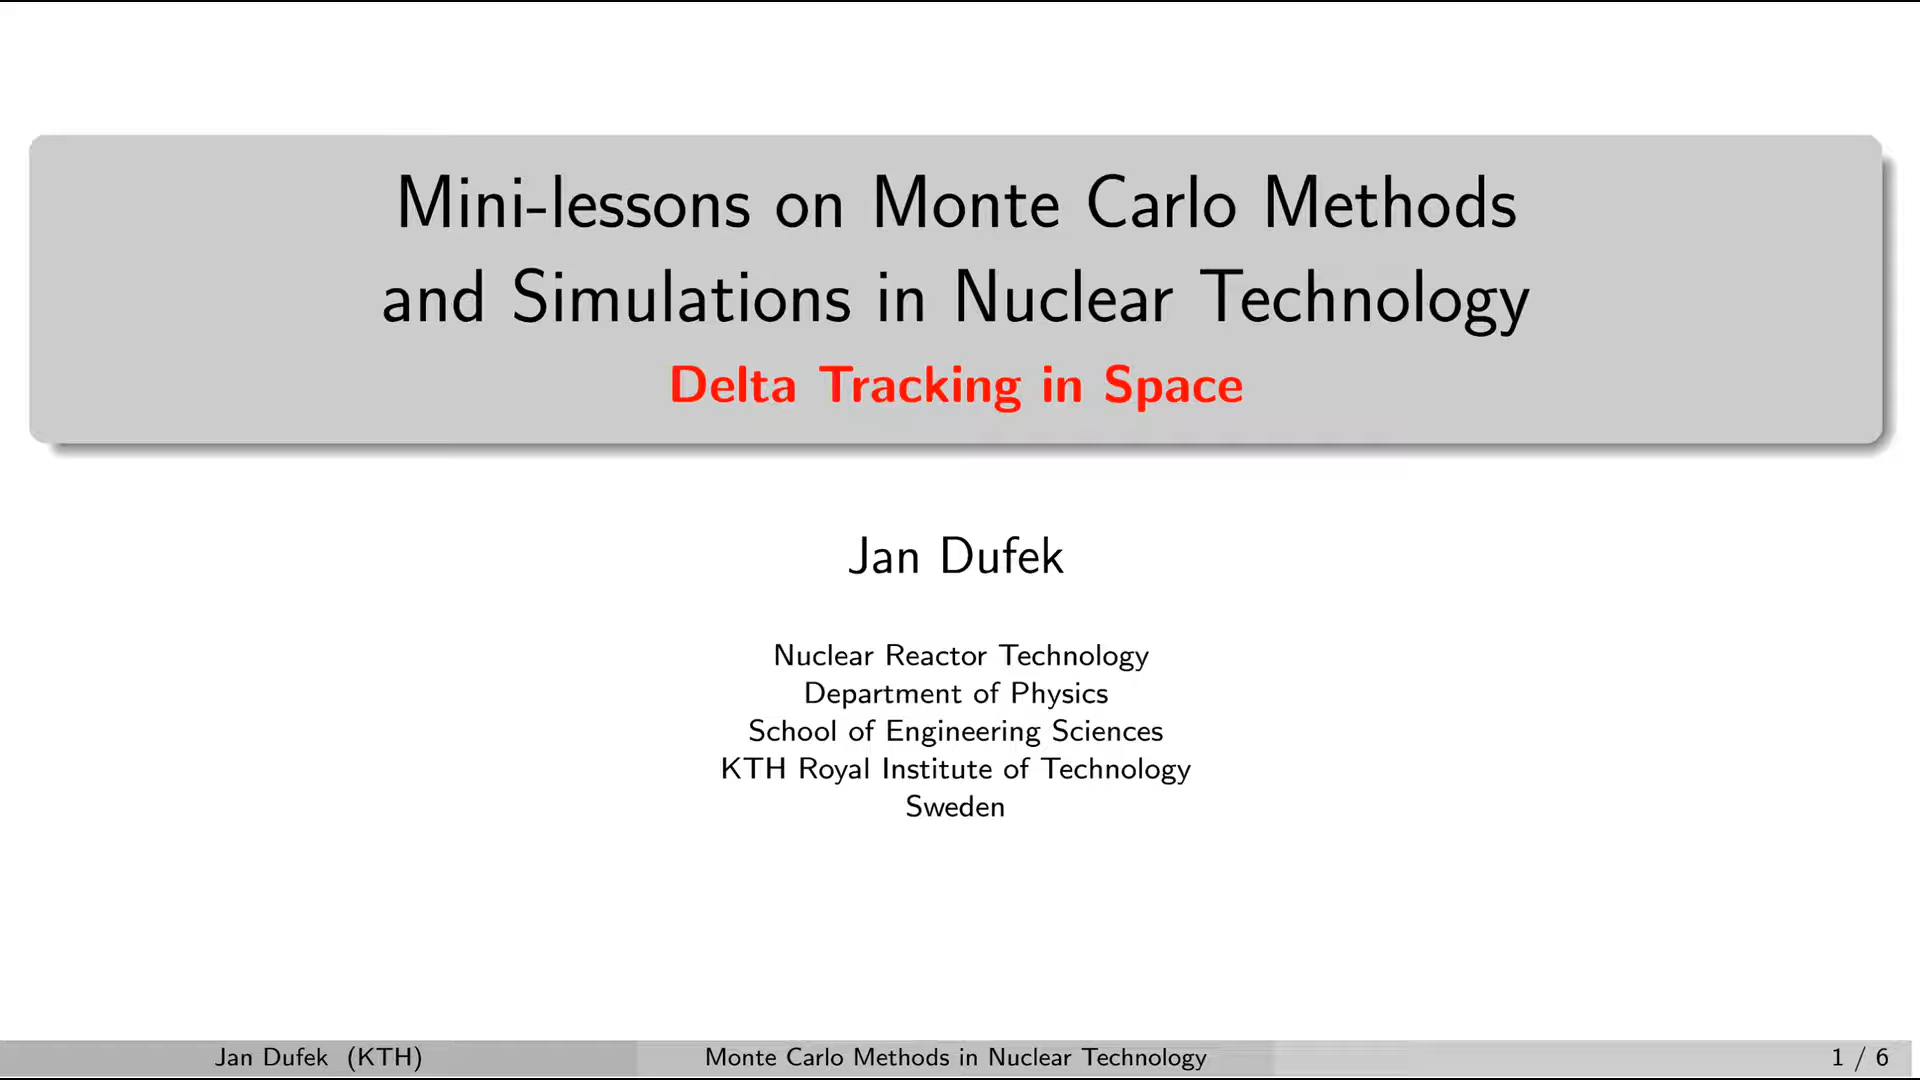 Mini-lessons on Monte Carlo Methods
and Simulations in Nuclear Technology
Delta Tracking in Space
Jan Dufek
Nuclear Reactor Technology
Department of Physics
School of Engineering Sciences
KTH Royal Institute of Technology
Sweden
Jan Dufek (KTH) Monte Carlo Methods in Nuclear Technology 1 / 6